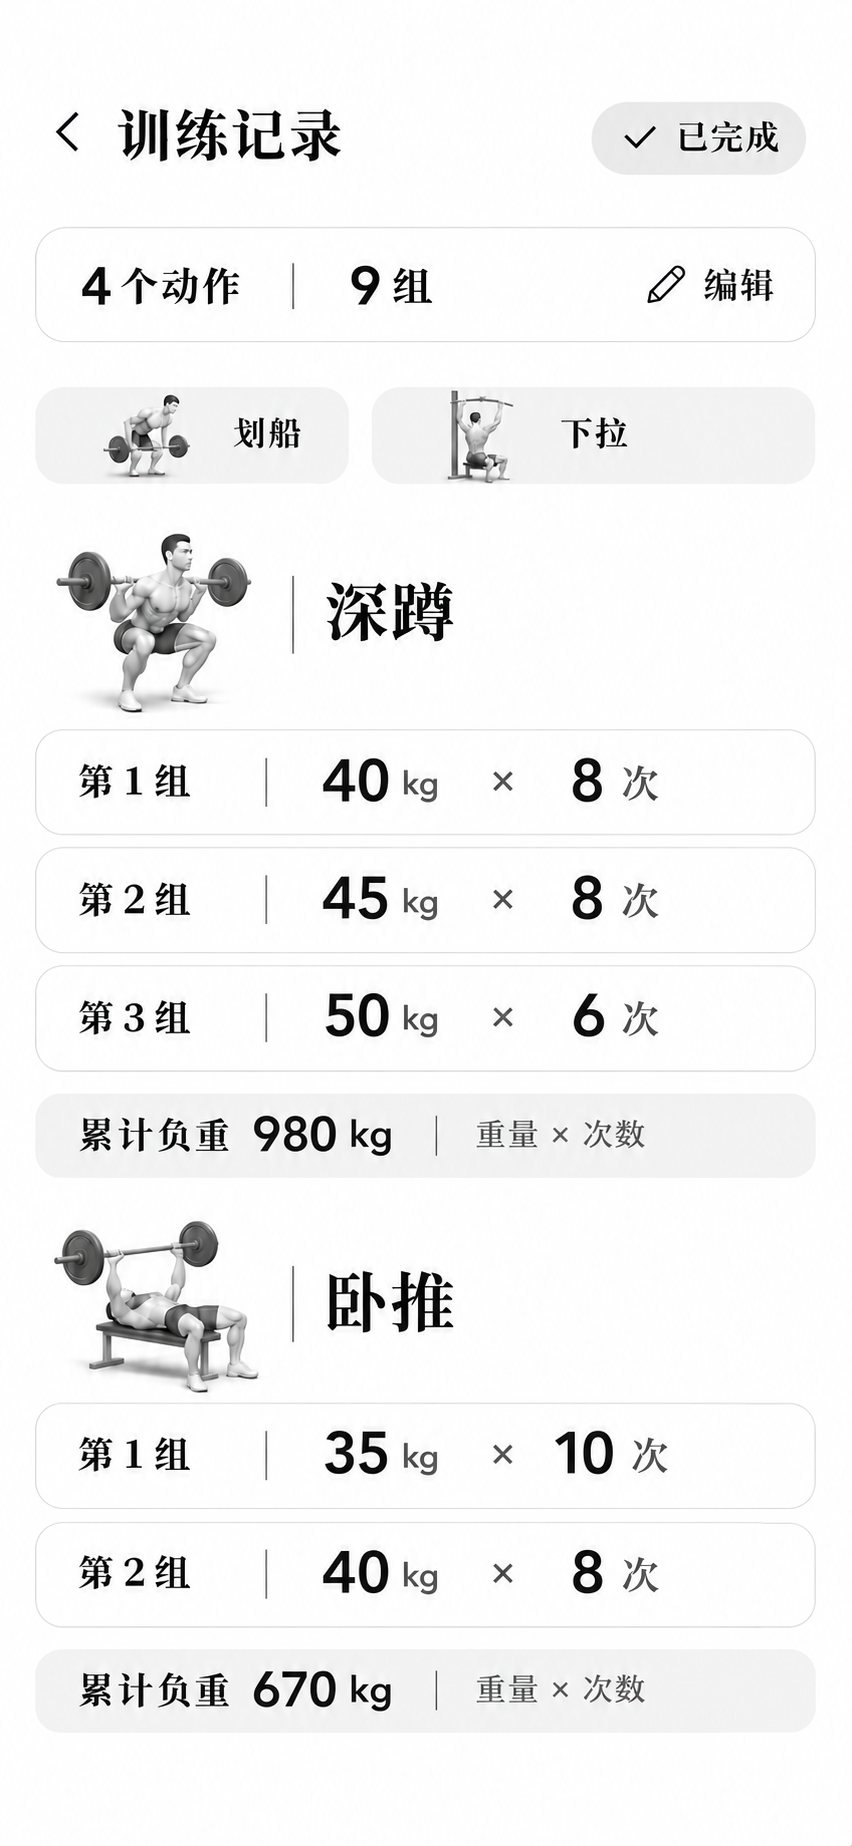 训练记录
已完成
4 个动作 9 组 编辑
划船 下拉
深蹲
第 1 组 40 kg × 8 次
第 2 组 45 kg × 8 次
第 3 组 50 kg × 6 次
累计负重 980 kg 重量 × 次数
卧推
第 1 组 35 kg × 10 次
第 2 组 40 kg × 8 次
累计负重 670 kg 重量 × 次数